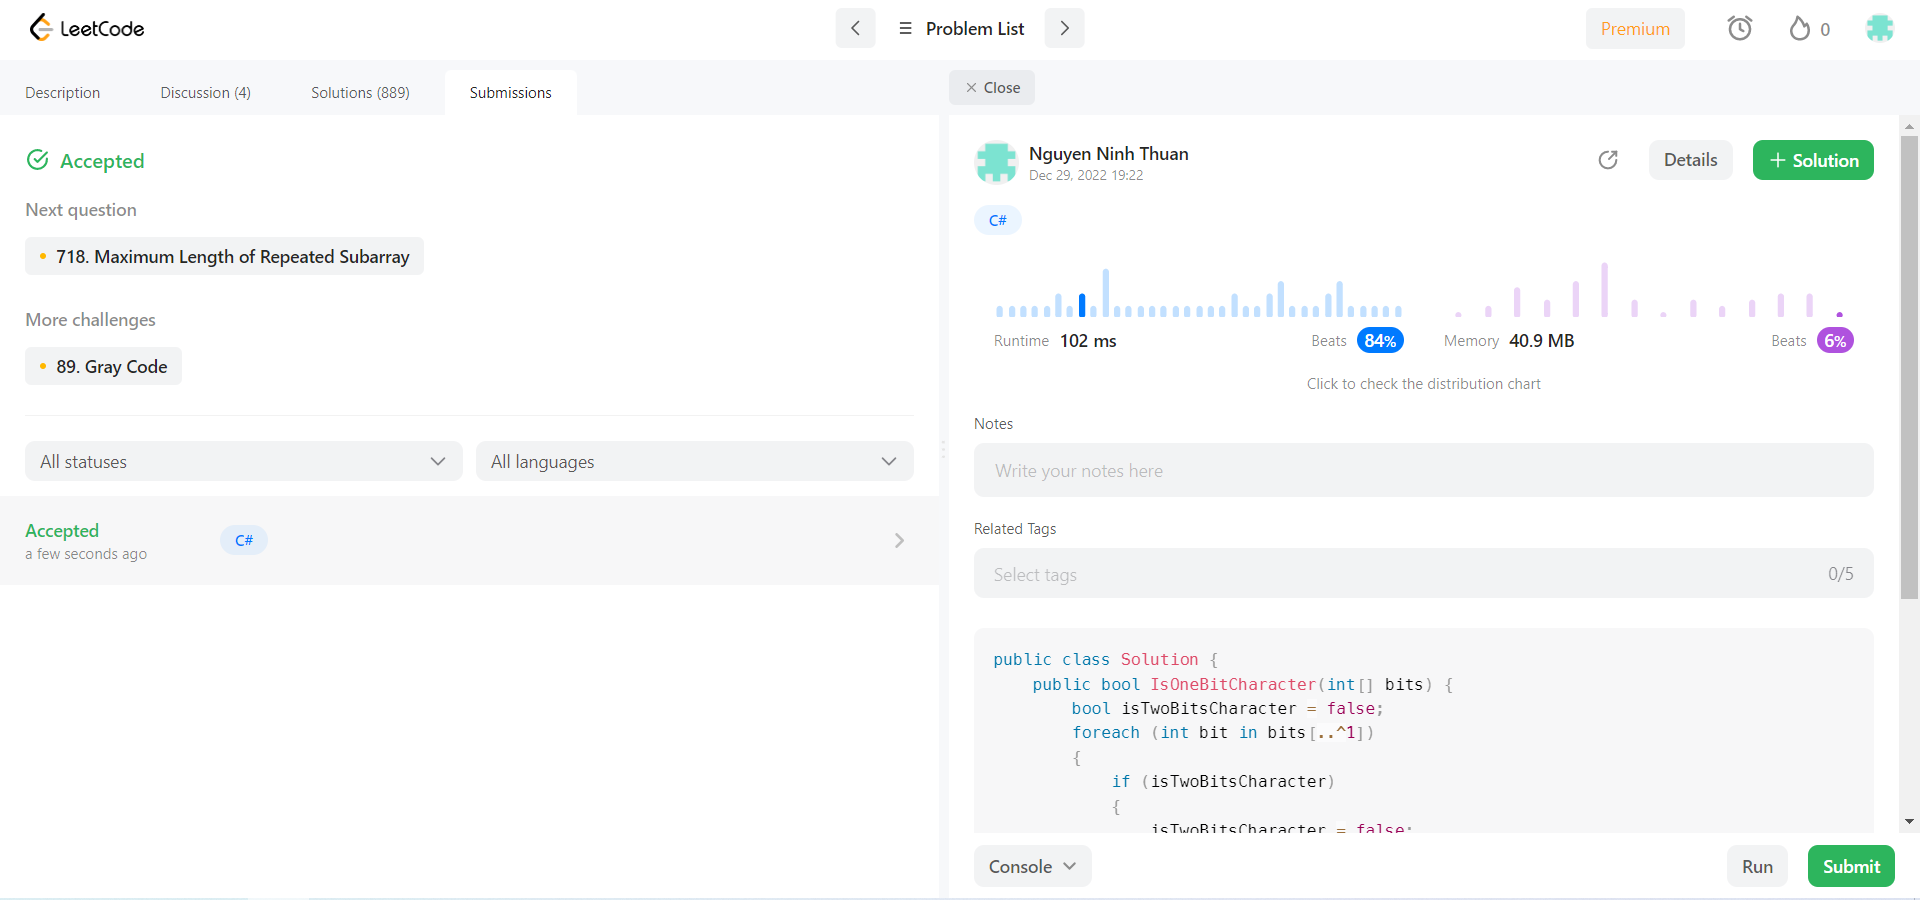 LeetCode
Problem List
Premium
0
Description
Discussion (4)
Solutions (889)
Submissions
Close
Accepted
Next question
718. Maximum Length of Repeated Subarray
More challenges
89. Gray Code
All statuses
All languages
Accepted
a few seconds ago
C#
Nguyen Ninh Thuan
Dec 29, 2022 19:22
Details
+ Solution
C#
Runtime 102 ms
Beats 84%
Memory 40.9 MB
Beats 6%
Click to check the distribution chart
Notes
Write your notes here
Related Tags
Select tags
0/5
public class Solution {
    public bool IsOneBitCharacter(int[] bits) {
        bool isTwoBitsCharacter = false;
        foreach (int bit in bits[..^1])
        {
            if (isTwoBitsCharacter)
            {
                isTwoBitsCharacter = false;
Console
Run
Submit